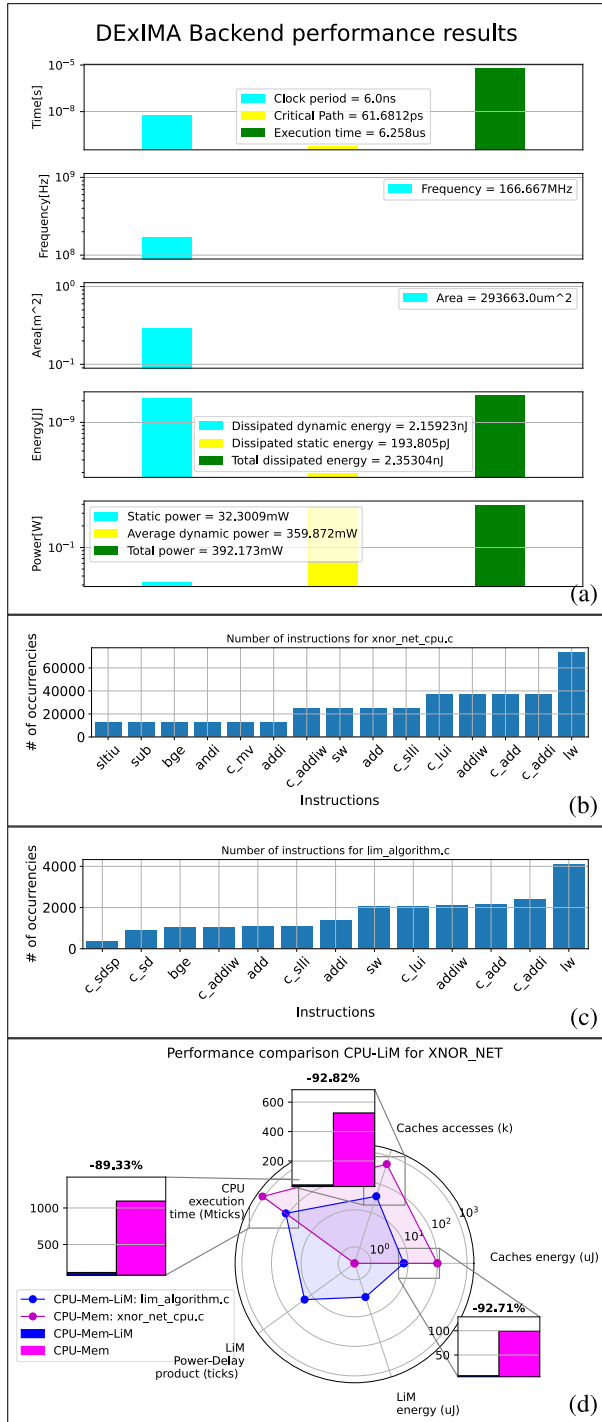 DExIMA Backend performance results
Time[s]
10^-5
10^-8
Clock period = 6.0ns
Critical Path = 61.6812ps
Execution time = 6.258us
Frequency[Hz]
10^9
10^8
Frequency = 166.667MHz
Area[m^2]
10^0
10^-1
Area = 293663.0um^2
Energy[J]
10^-9
Dissipated dynamic energy = 2.15923nJ
Dissipated static energy = 193.805pJ
Total dissipated energy = 2.35304nJ
Power[W]
10^-1
Static power = 32.3009mW
Average dynamic power = 359.872mW
Total power = 392.173mW
(a)
Number of instructions for xnor_net_cpu.c
# of occurrencies
60000
40000
20000
0
sltiu sub bge andi c_mv addi c_addiw sw add c_slli c_lui addiw c_add c_addi lw
Instructions
(b)
Number of instructions for lim_algorithm.c
# of occurrencies
4000
2000
0
c_sdsp c_sd bge c_addiw add c_slli addi sw c_lui addiw c_add c_addi lw
Instructions
(c)
Performance comparison CPU-LiM for XNOR_NET
-92.82%
600
400
200
Caches accesses (k)
-89.33%
1000
500
CPU
execution
time (Mticks)
10^0
10^1
10^2
10^3
Caches energy (uJ)
CPU-Mem-LiM: lim_algorithm.c
CPU-Mem: xnor_net_cpu.c
CPU-Mem-LiM
CPU-Mem
-92.71%
100
50
LiM
Power-Delay
product (ticks)
LiM
energy (uJ)
(d)